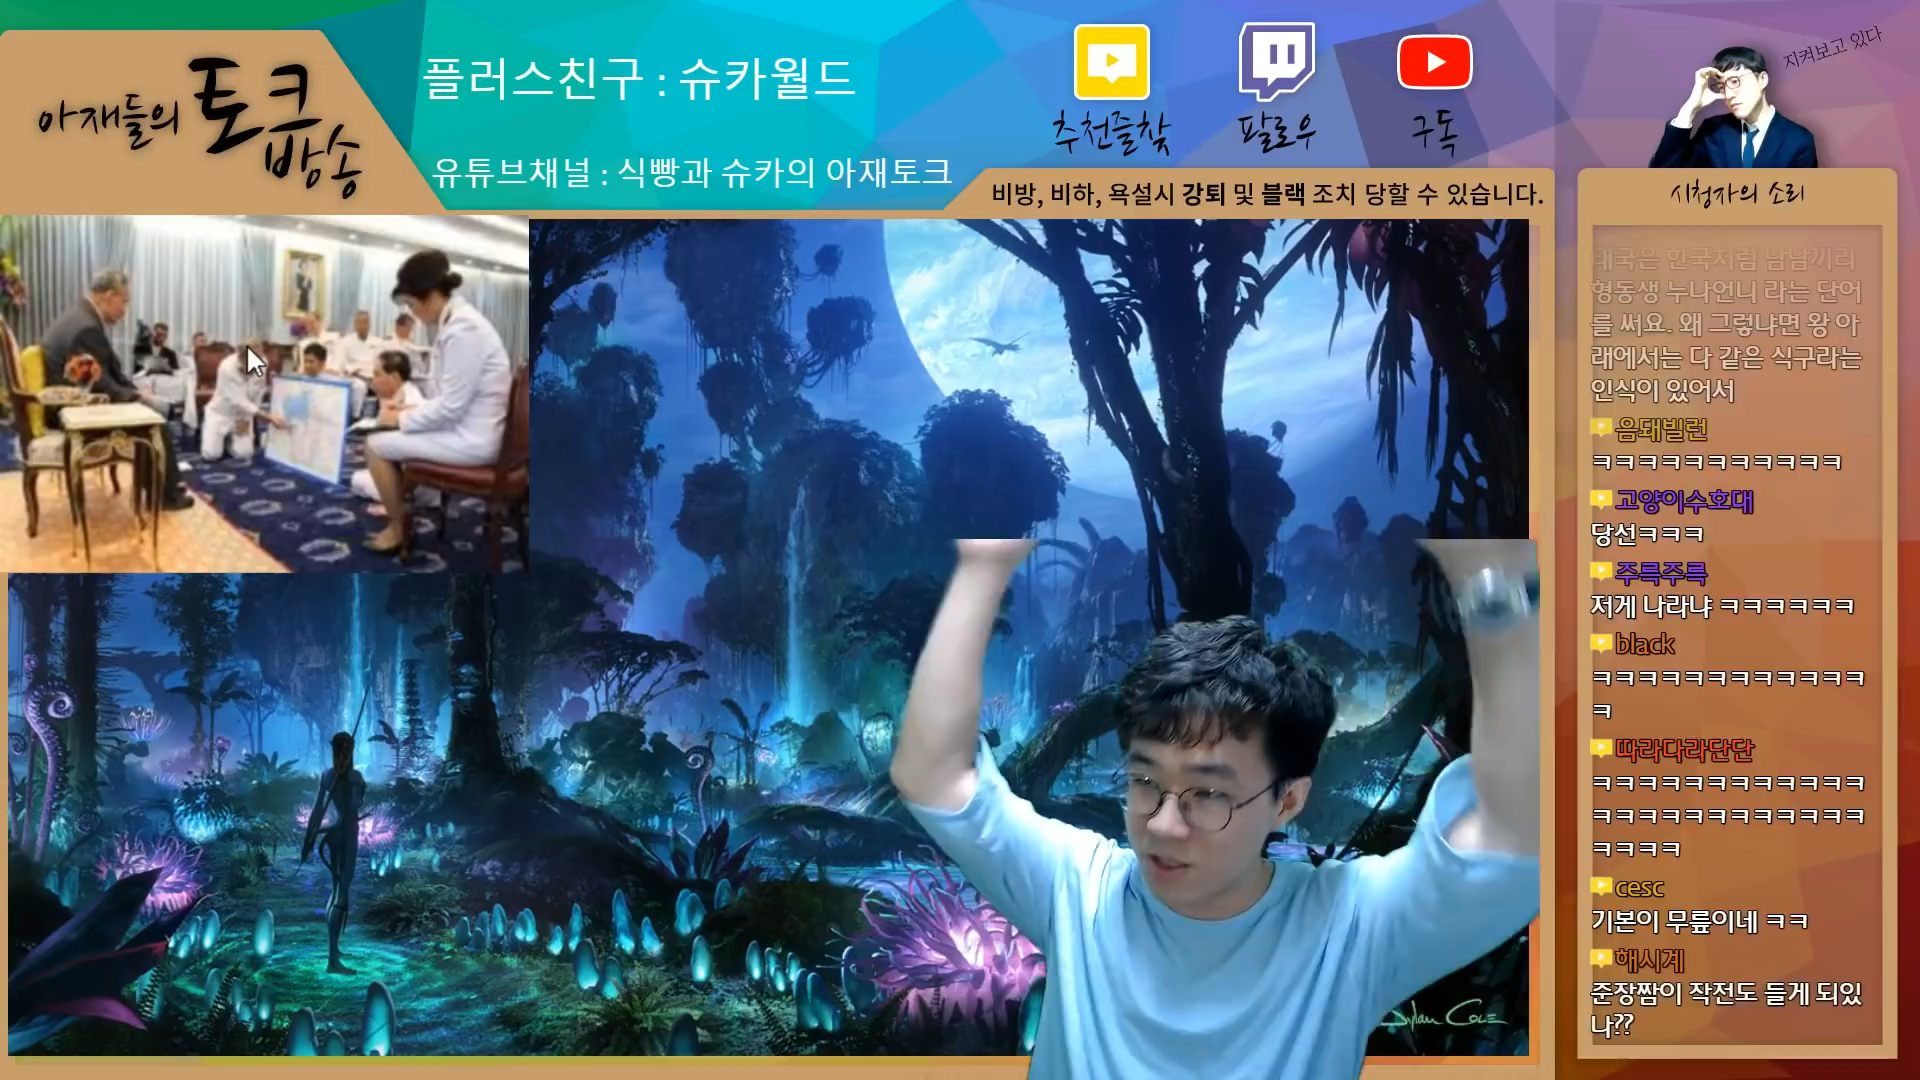 아재들의 토크
방송
플러스친구 : 슈카월드
유튜브채널 : 식빵과 슈카의 아재토크
추천즐찾
팔로우
구독
지켜보고 있다
비방, 비하, 욕설시 강퇴 및 블랙 조치 당할 수 있습니다.
시청자의 소리
태국은 한국처럼 남남끼리
형동생 누나언니 라는 단어
를 써요. 왜 그렇냐면 왕 아
래에서는 다 같은 식구라는
인식이 있어서
음돼빌런
ㅋㅋㅋㅋㅋㅋㅋㅋㅋㅋㅋ
고양이수호대
당선ㅋㅋㅋ
주륵주륵
저게 나라냐 ㅋㅋㅋㅋㅋㅋ
black
ㅋㅋㅋㅋㅋㅋㅋㅋㅋㅋㅋㅋ
ㅋ
따라다라단단
ㅋㅋㅋㅋㅋㅋㅋㅋㅋㅋㅋㅋ
ㅋㅋㅋㅋㅋㅋㅋㅋㅋㅋㅋㅋ
ㅋㅋㅋㅋ
cesc
기본이 무릎이네 ㅋㅋ
해시계
준장짬이 작전도 들게 되있
나??
Dylan Cole